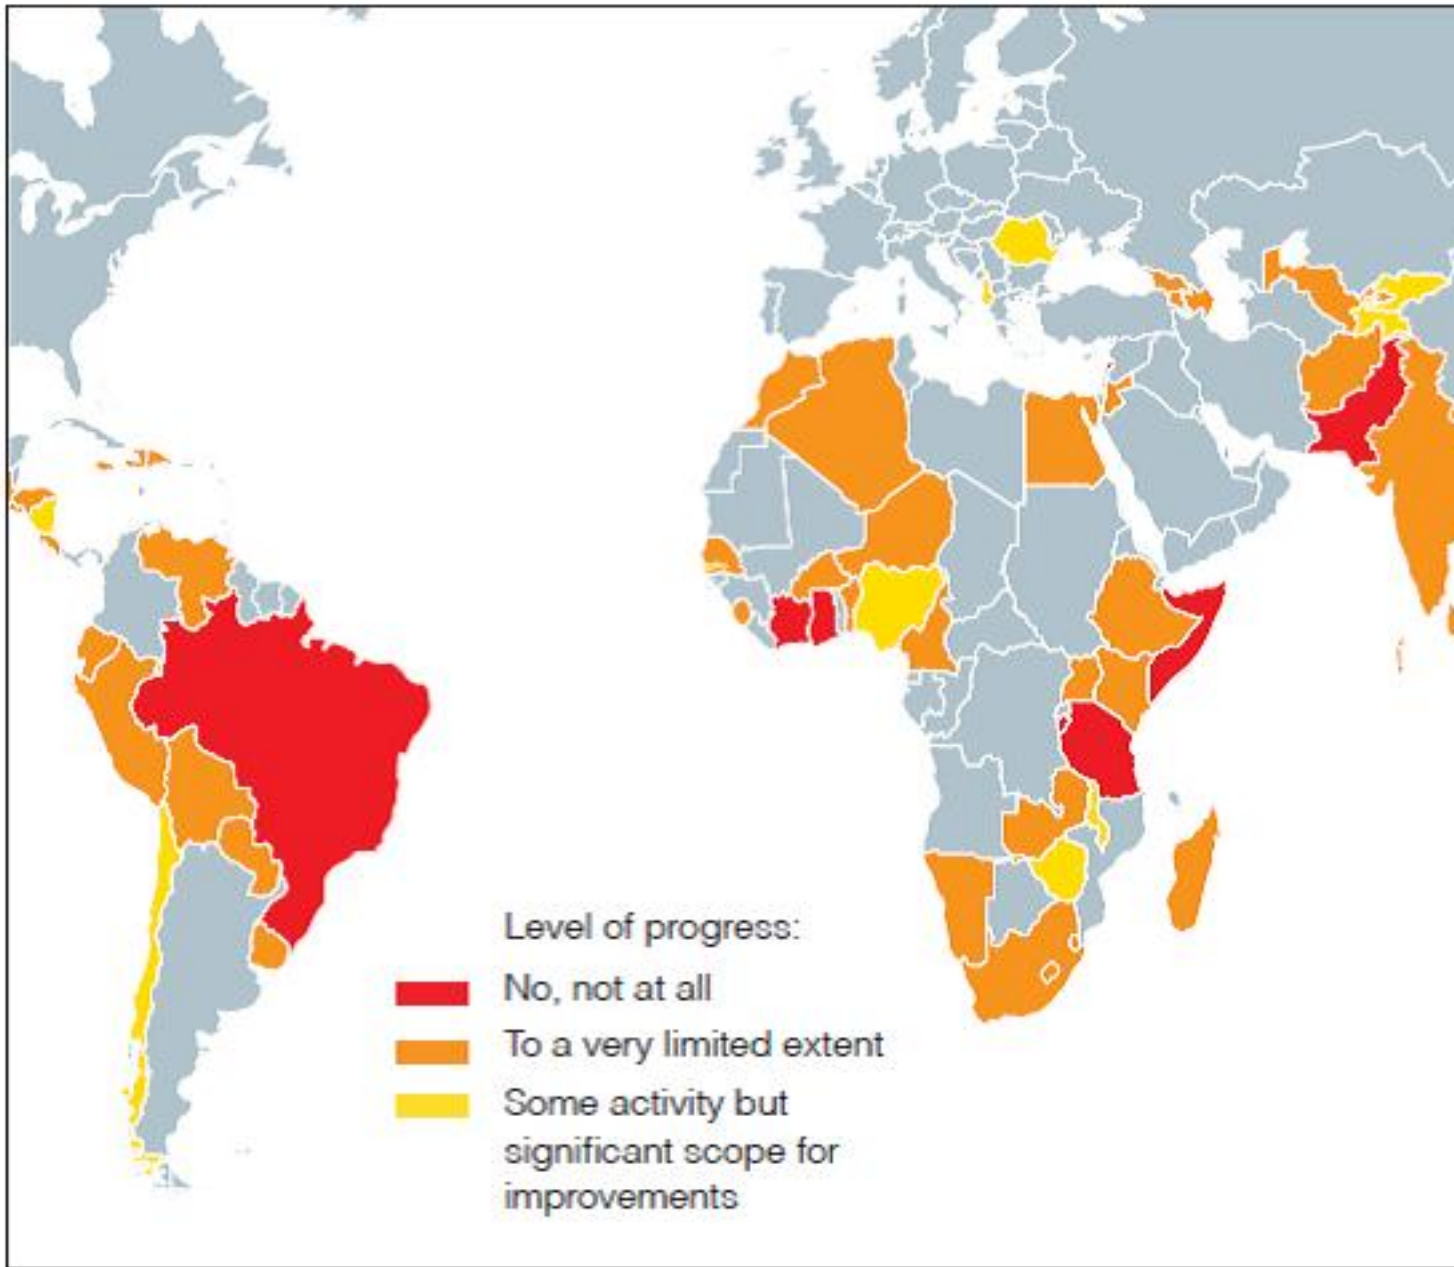 Level of progress:
No, not at all
To a very limited extent
Some activity but
significant scope for
improvements